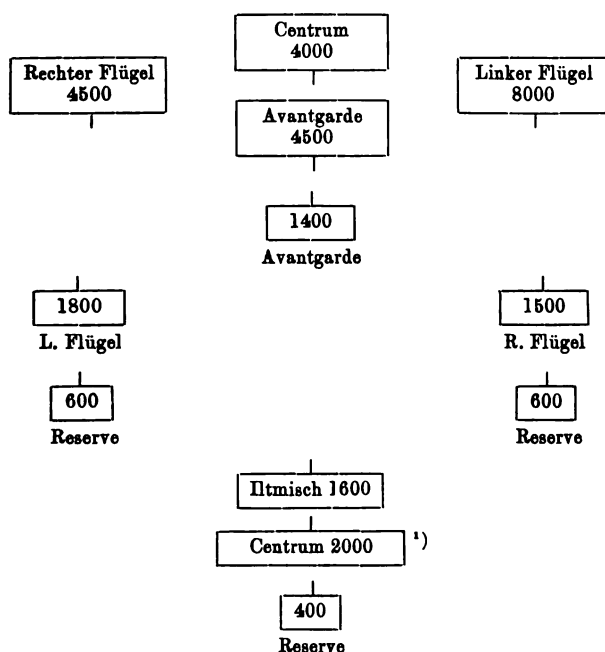 Centrum
4000
Rechter Flügel
4500
Linker Flügel
8000
Avantgarde
4500
1400
Avantgarde
1800
L. Flügel
1500
R. Flügel
600
Reserve
600
Reserve
Iltmisch 1600
Centrum 2000 ¹)
400
Reserve